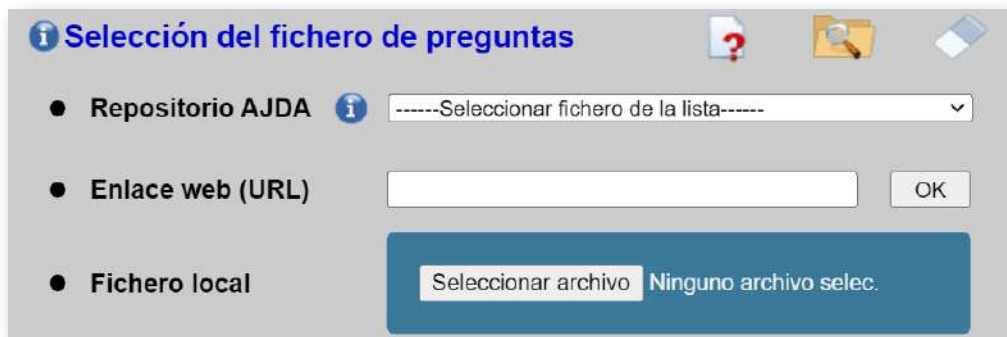 Selección del fichero de preguntas
Repositorio AJDA
------Seleccionar fichero de la lista------
Enlace web (URL)
OK
Fichero local
Seleccionar archivo Ninguno archivo selec.